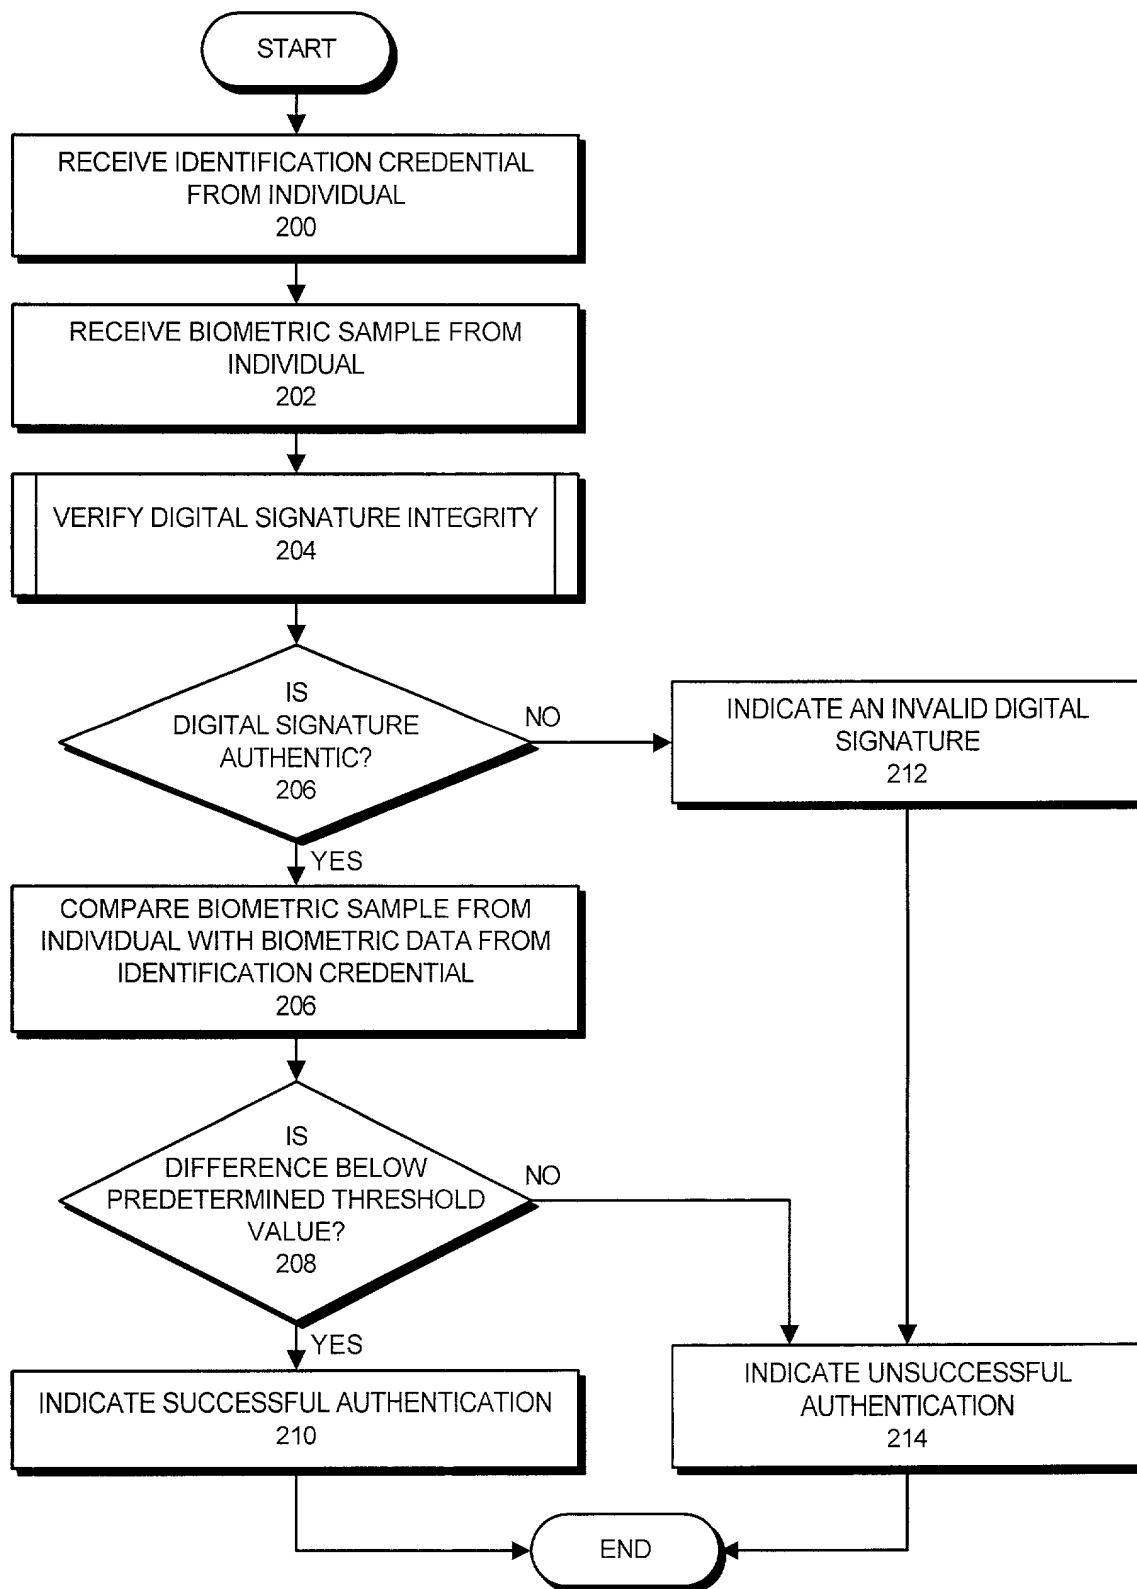 START
RECEIVE IDENTIFICATION CREDENTIAL
FROM INDIVIDUAL
200
RECEIVE BIOMETRIC SAMPLE FROM
INDIVIDUAL
202
VERIFY DIGITAL SIGNATURE INTEGRITY
204
IS
DIGITAL SIGNATURE
AUTHENTIC?
206
NO
INDICATE AN INVALID DIGITAL
SIGNATURE
212
YES
COMPARE BIOMETRIC SAMPLE FROM
INDIVIDUAL WITH BIOMETRIC DATA FROM
IDENTIFICATION CREDENTIAL
206
IS
DIFFERENCE BELOW
PREDETERMINED THRESHOLD
VALUE?
208
NO
YES
INDICATE SUCCESSFUL AUTHENTICATION
210
INDICATE UNSUCCESSFUL
AUTHENTICATION
214
END